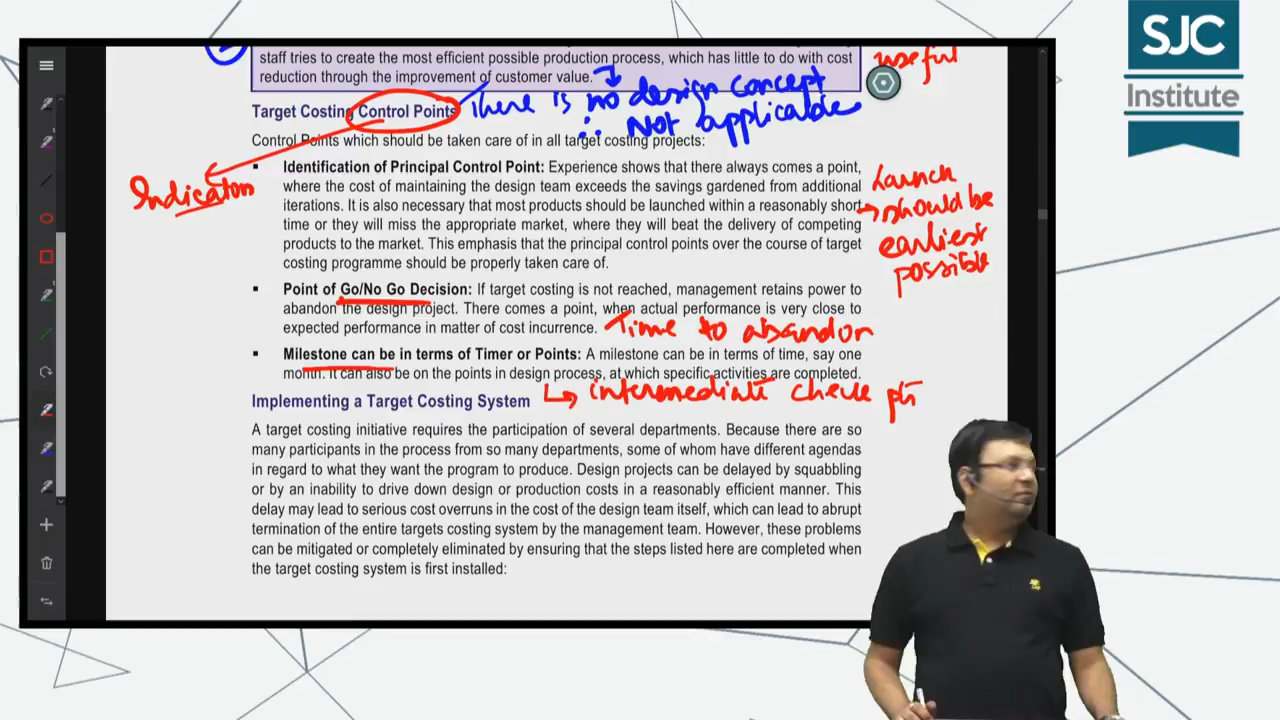 SJC
Institute
staff tries to create the most efficient possible production process, which has little to do with cost
reduction through the improvement of customer value.
useful
There is no design concept
∴ Not applicable
Target Costing Control Points
Control Points which should be taken care of in all target costing projects:
Indicators
▪ Identification of Principal Control Point: Experience shows that there always comes a point,
where the cost of maintaining the design team exceeds the savings gardened from additional
iterations. It is also necessary that most products should be launched within a reasonably short
time or they will miss the appropriate market, where they will beat the delivery of competing
products to the market. This emphasis that the principal control points over the course of target
costing programme should be properly taken care of.
Launch
→ should be
earliest
possible
▪ Point of Go/No Go Decision: If target costing is not reached, management retains power to
abandon the design project. There comes a point, when actual performance is very close to
expected performance in matter of cost incurrence.
Time to abandon
▪ Milestone can be in terms of Timer or Points: A milestone can be in terms of time, say one
month. It can also be on the points in design process, at which specific activities are completed.
↳ intermediate check pts
Implementing a Target Costing System
A target costing initiative requires the participation of several departments. Because there are so
many participants in the process from so many departments, some of whom have different agendas
in regard to what they want the program to produce. Design projects can be delayed by squabbling
or by an inability to drive down design or production costs in a reasonably efficient manner. This
delay may lead to serious cost overruns in the cost of the design team itself, which can lead to abrupt
termination of the entire targets costing system by the management team. However, these problems
can be mitigated or completely eliminated by ensuring that the steps listed here are completed when
the target costing system is first installed: